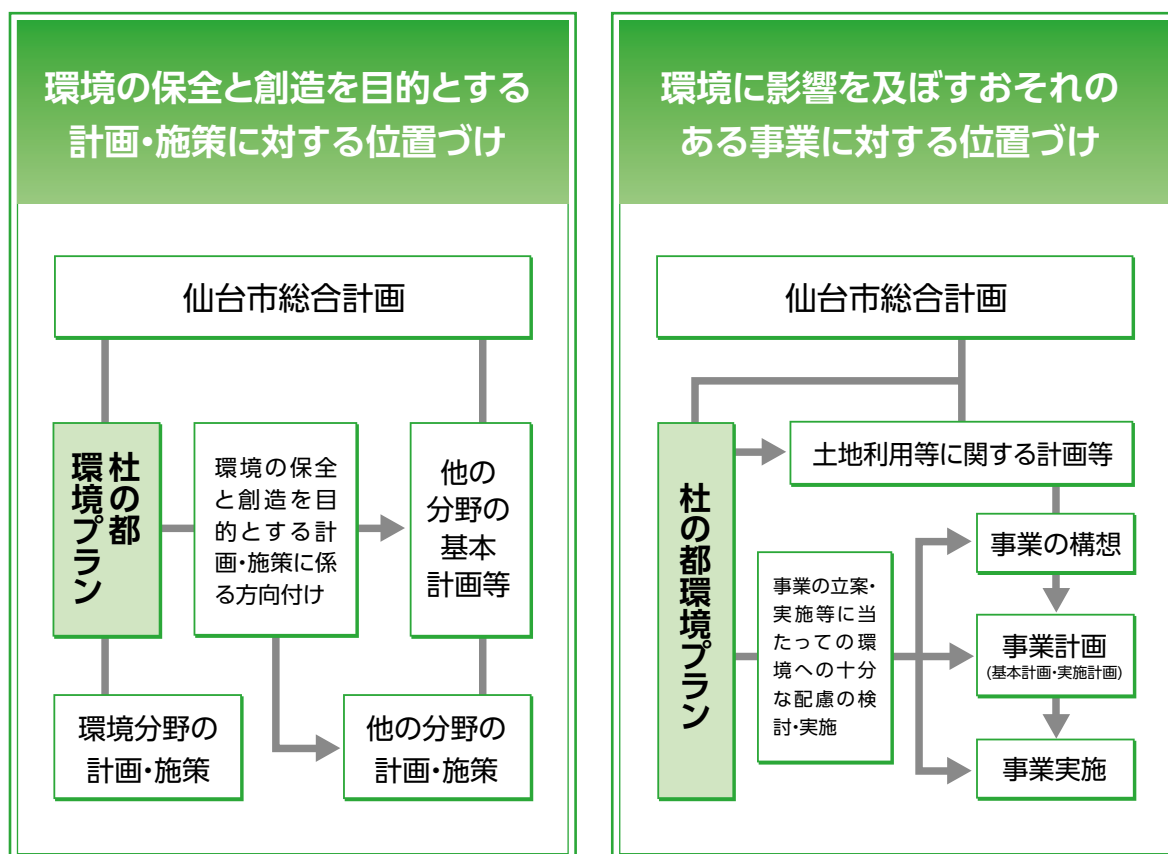 環境の保全と創造を目的とする
計画・施策に対する位置づけ
仙台市総合計画
杜の都
環境プラン
環境の保全
と創造を目
的とする計
画・施策に係
る方向付け
他の
分野の
基本
計画等
環境分野の
計画・施策
他の分野の
計画・施策
環境に影響を及ぼすおそれの
ある事業に対する位置づけ
仙台市総合計画
杜の都環境プラン
土地利用等に関する計画等
事業の立案・
実施等に当
たっての環
境への十分
な配慮の検
討・実施
事業の構想
事業計画
(基本計画・実施計画)
事業実施